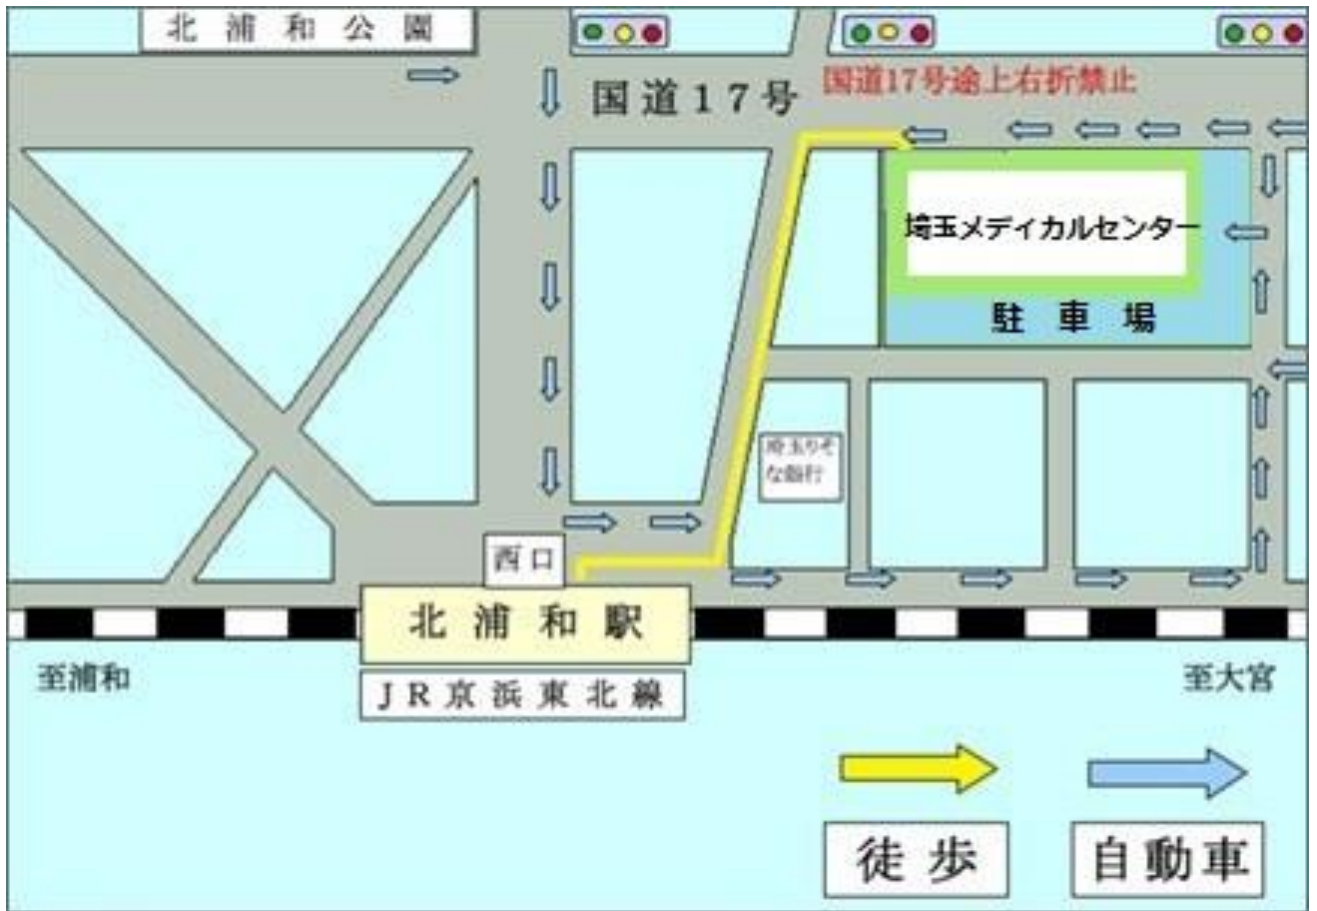 北浦和公園
国道17号
国道17号途上右折禁止
埼玉メディカルセンター
駐車場
埼玉りそ
な銀行
西口
北浦和駅
JR京浜東北線
至浦和
至大宮
徒歩
自動車